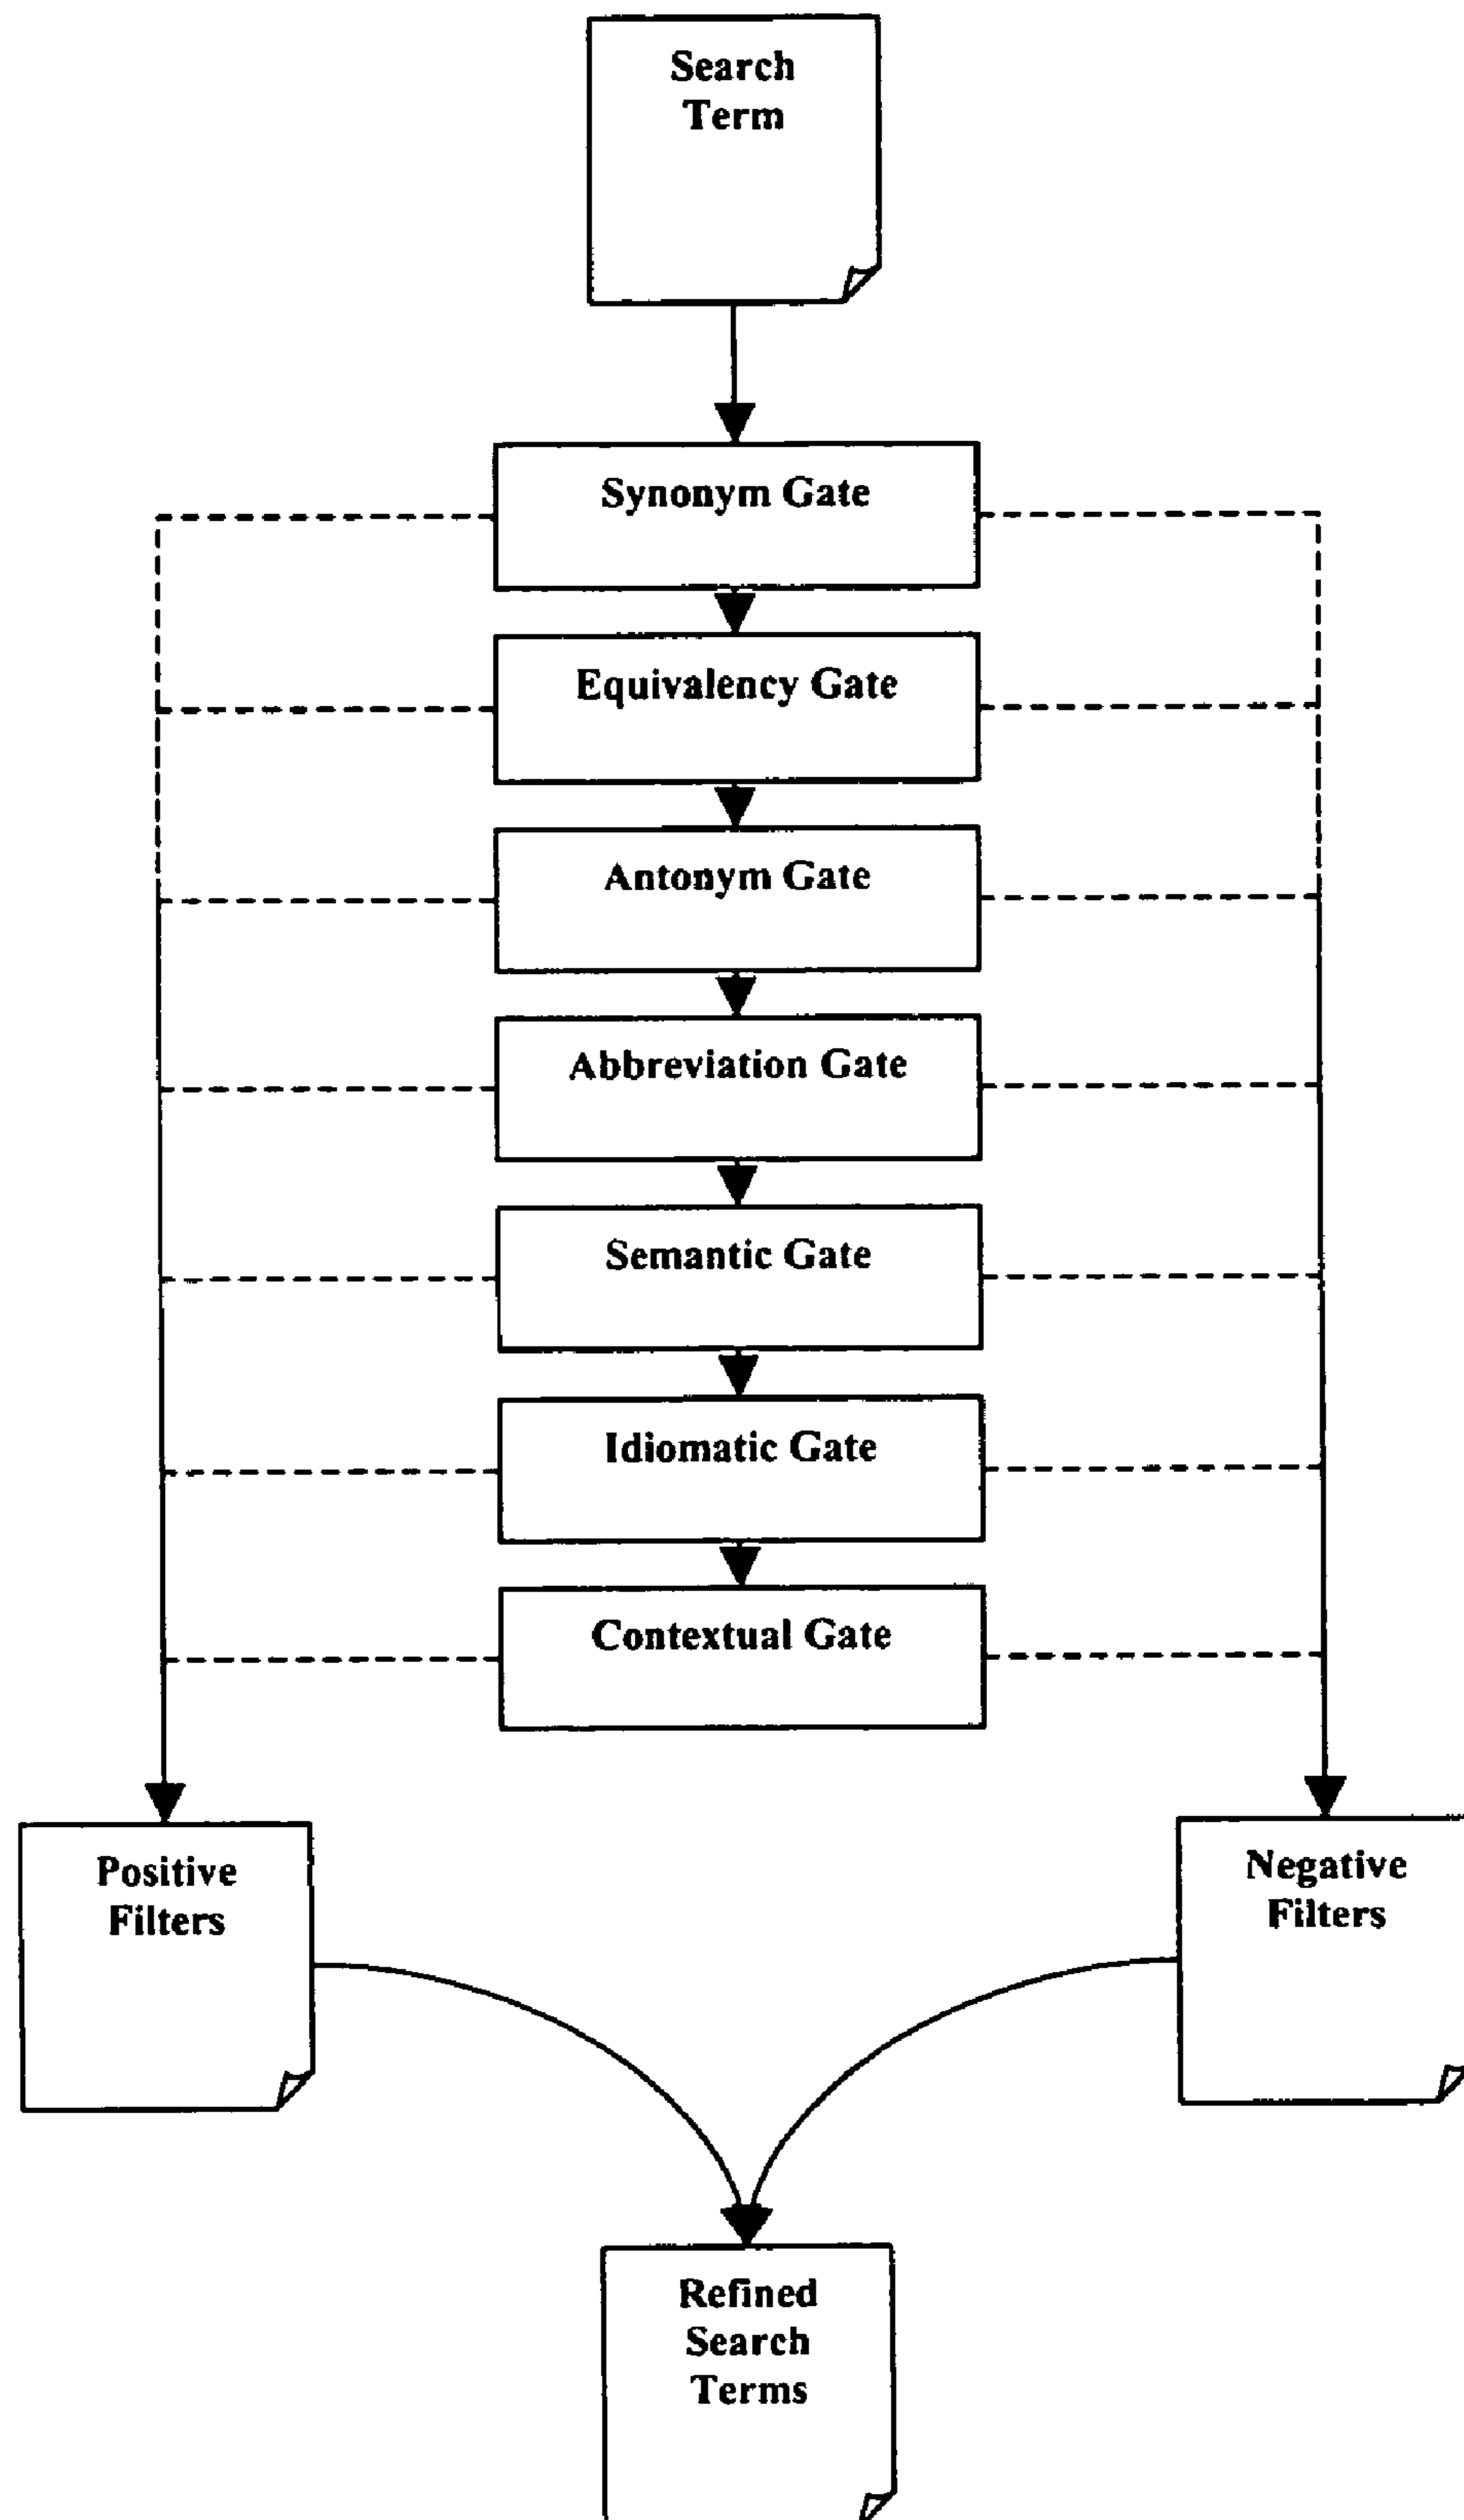 Search
Term
Synonym Gate
Equivalency Gate
Antonym Gate
Abbreviation Gate
Semantic Gate
Idiomatic Gate
Contextual Gate
Positive
Filters
Negative
Filters
Refined
Search
Terms